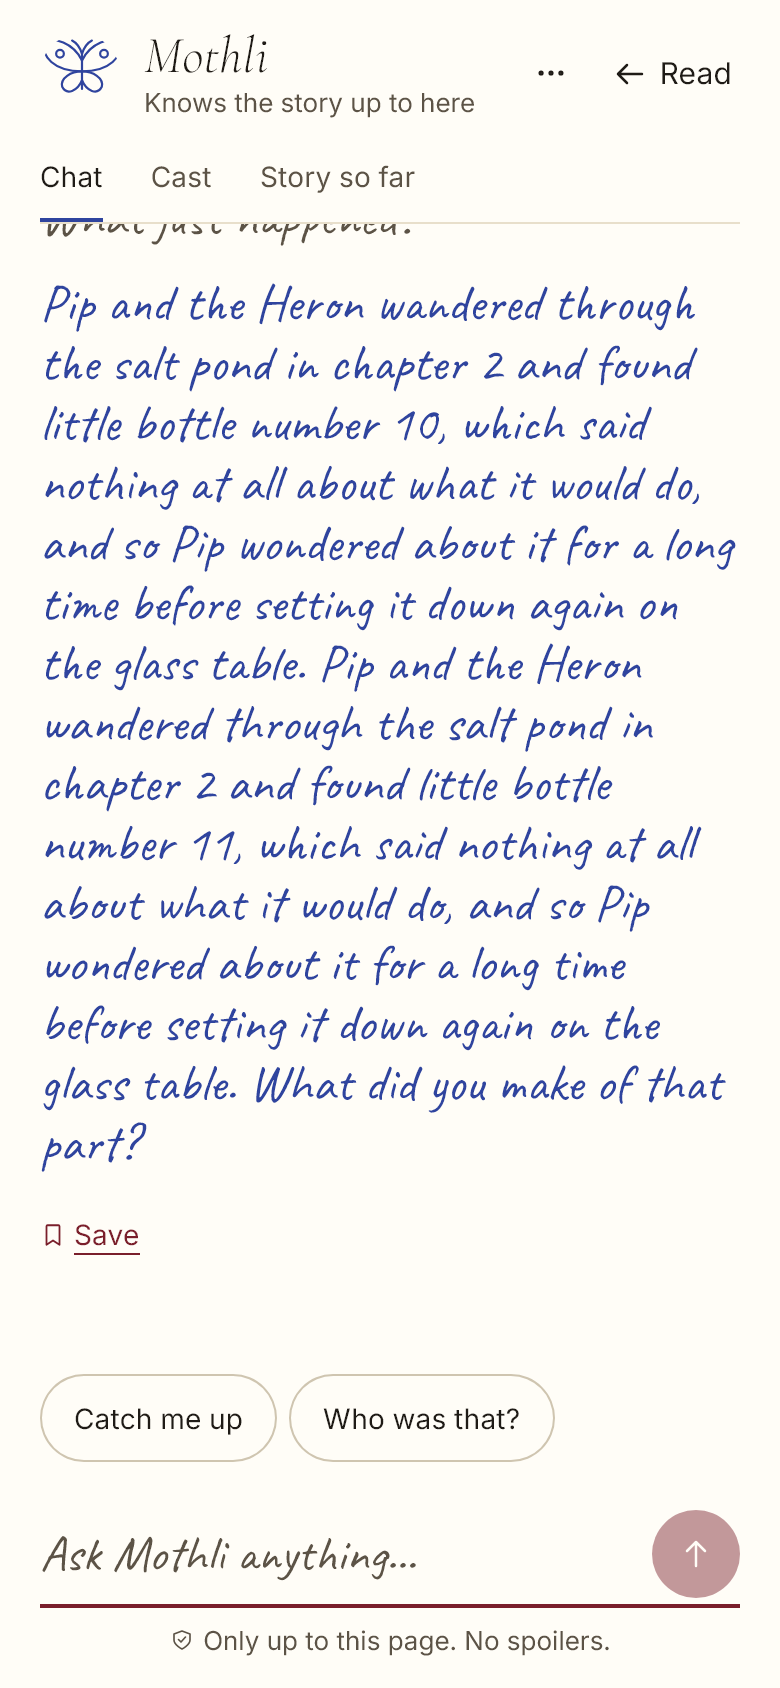 Mothli
Knows the story up to here
Read
Chat
Cast
Story so far
What just happened?
Pip and the Heron wandered through
the salt pond in chapter 2 and found
little bottle number 10, which said
nothing at all about what it would do,
and so Pip wondered about it for a long
time before setting it down again on
the glass table. Pip and the Heron
wandered through the salt pond in
chapter 2 and found little bottle
number 11, which said nothing at all
about what it would do, and so Pip
wondered about it for a long time
before setting it down again on the
glass table. What did you make of that
part?
Save
Catch me up
Who was that?
Ask Mothli anything...
Only up to this page. No spoilers.